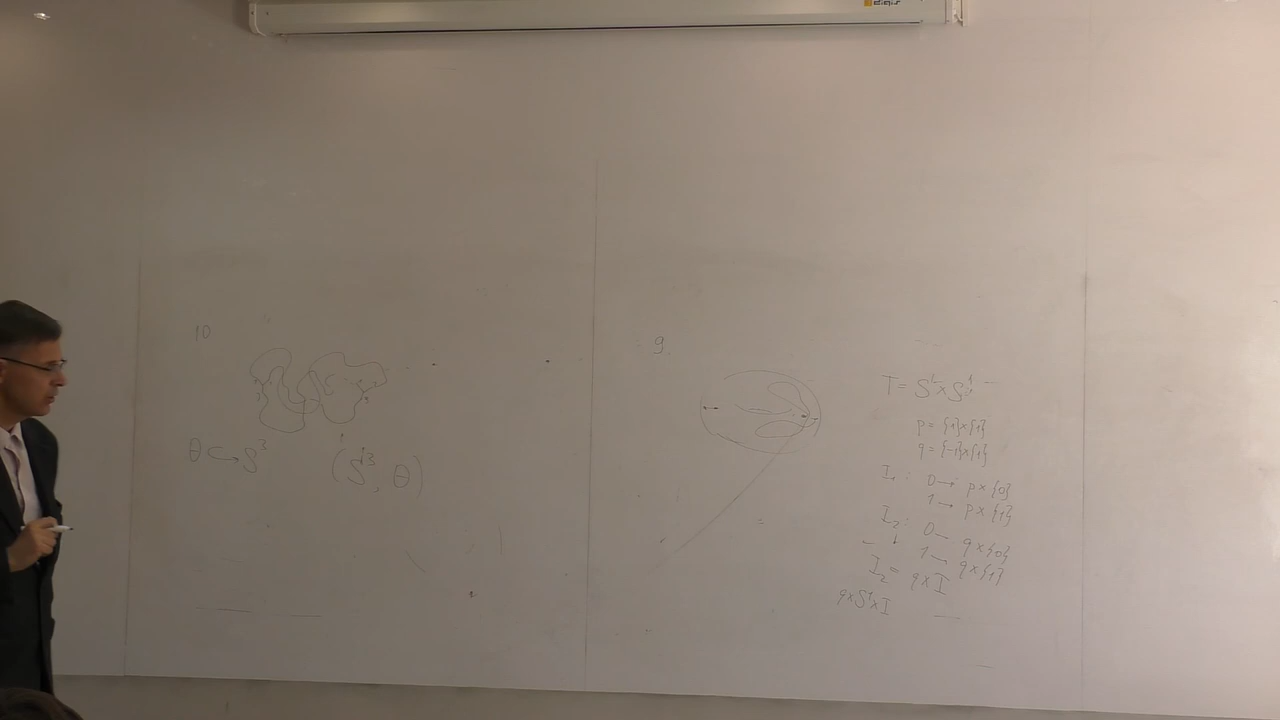 digis
10
θ ↪ S³
(S³, θ)
9.
T = S¹ × S¹
p = {1}×{1}
q = {-1}×{1}
I₁: 0 → p × {0}
1 → p × {1}
I₂: 0 → q × {0}
1 → q × {1}
I₂ = q × I
q×S¹×I